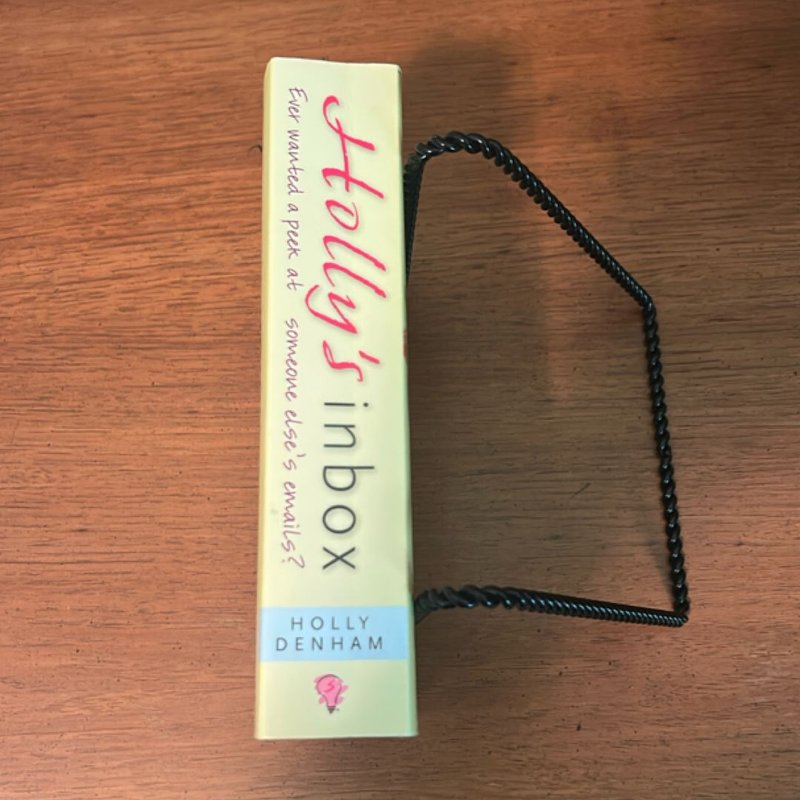 Holly's inbox
Ever wanted a peek at someone else's emails?
HOLLY
DENHAM